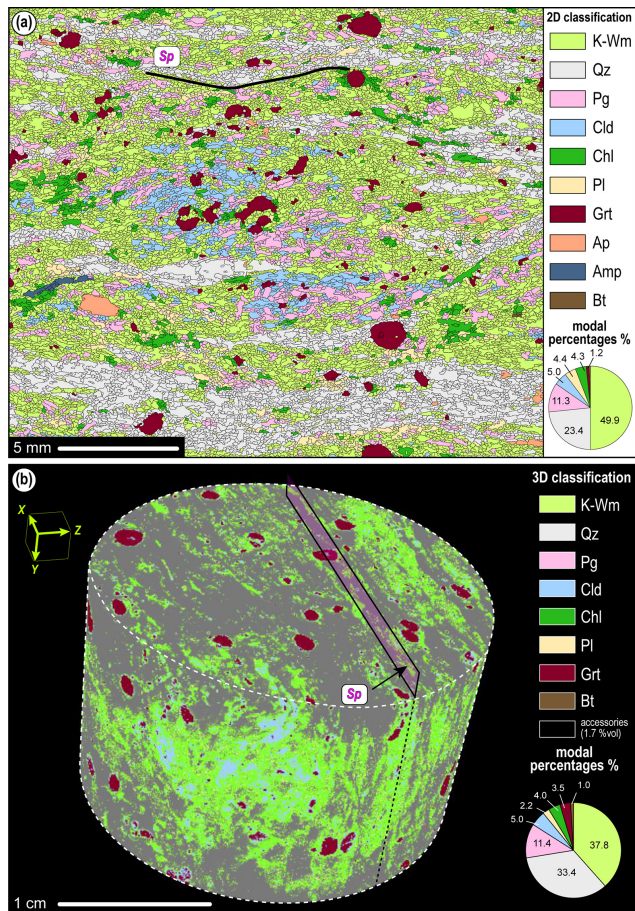 (a)
Sp
5 mm
2D classification
K-Wm
Qz
Pg
Cld
Chl
Pl
Grt
Ap
Amp
Bt
modal
percentages %
1.2
4.3
4.4
5.0
11.3
49.9
23.4
(b)
X
Z
Y
Sp
1 cm
3D classification
K-Wm
Qz
Pg
Cld
Chl
Pl
Grt
Bt
accessories
(1.7 %vol)
modal
percentages %
3.5
1.0
4.0
2.2
5.0
11.4
37.8
33.4